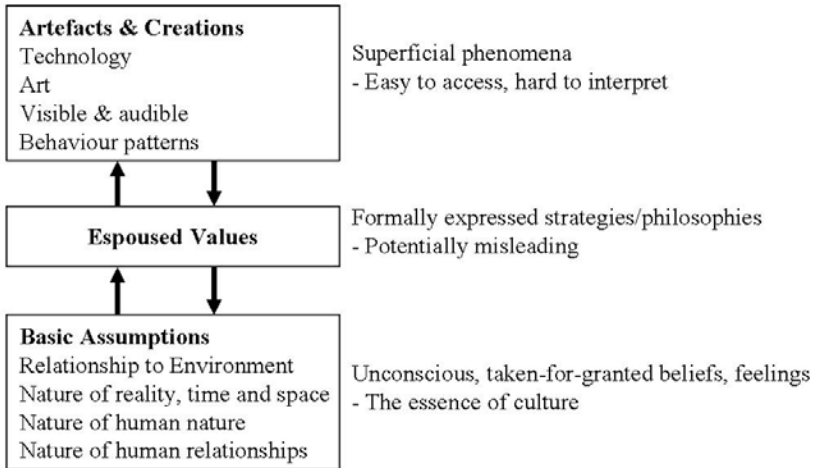 Artefacts & Creations
Technology
Art
Visible & audible
Behaviour patterns
Superficial phenomena
- Easy to access, hard to interpret
Espoused Values
Formally expressed strategies/philosophies
- Potentially misleading
Basic Assumptions
Relationship to Environment
Nature of reality, time and space
Nature of human nature
Nature of human relationships
Unconscious, taken-for-granted beliefs, feelings
- The essence of culture